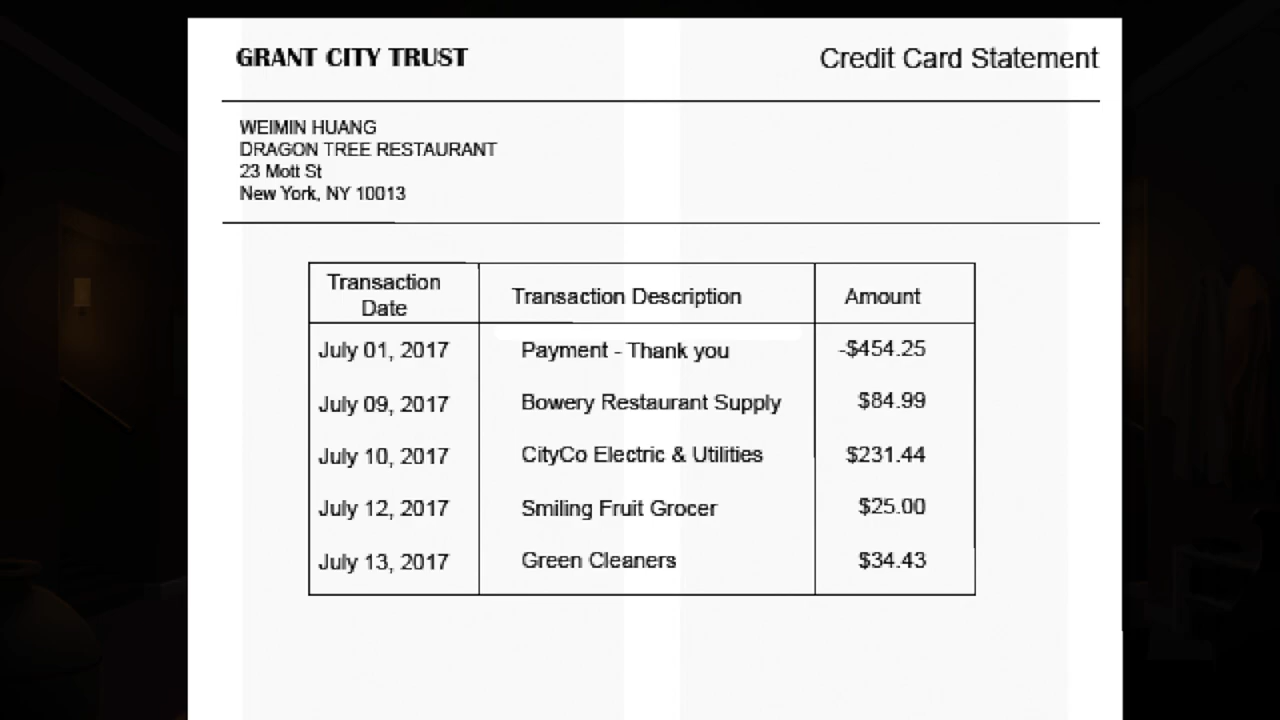 GRANT CITY TRUST
Credit Card Statement
WEIMIN HUANG
DRAGON TREE RESTAURANT
23 Mott St
New York, NY 10013
Transaction
Date
Transaction Description
Amount
July 01, 2017 Payment - Thank you -$454.25
July 09, 2017 Bowery Restaurant Supply $84.99
July 10, 2017 CityCo Electric & Utilities $231.44
July 12, 2017 Smiling Fruit Grocer $25.00
July 13, 2017 Green Cleaners $34.43